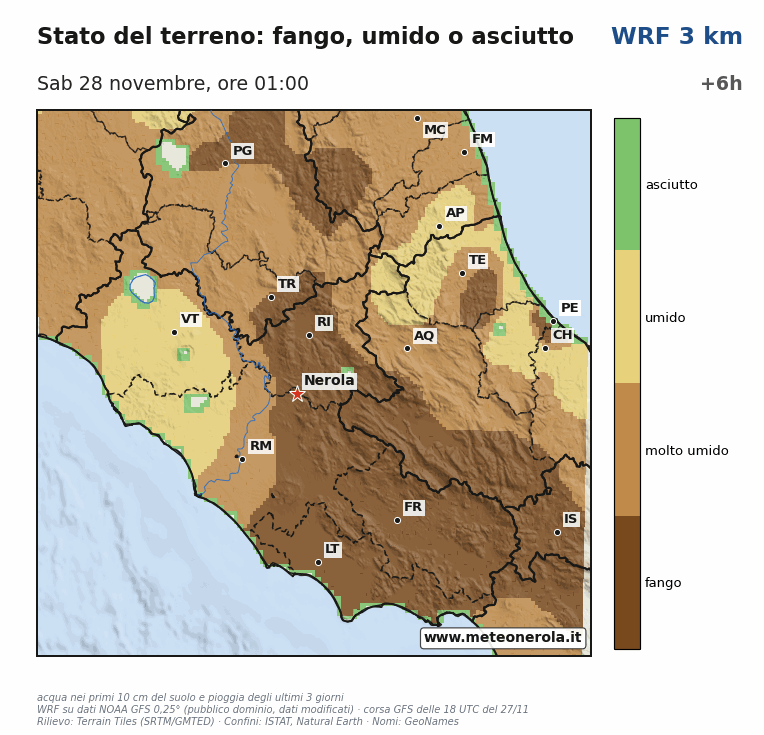 Stato del terreno: fango, umido o asciutto WRF 3 km
Sab 28 novembre, ore 01:00 +6h
MC
FM
PG
AP
TE
TR
PE
VT
RI
AQ
CH
Nerola
RM
FR
IS
LT
www.meteonerola.it
asciutto
umido
molto umido
fango
acqua nei primi 10 cm del suolo e pioggia degli ultimi 3 giorni
WRF su dati NOAA GFS 0,25° (pubblico dominio, dati modificati) · corsa GFS delle 18 UTC del 27/11
Rilievo: Terrain Tiles (SRTM/GMTED) · Confini: ISTAT, Natural Earth · Nomi: GeoNames